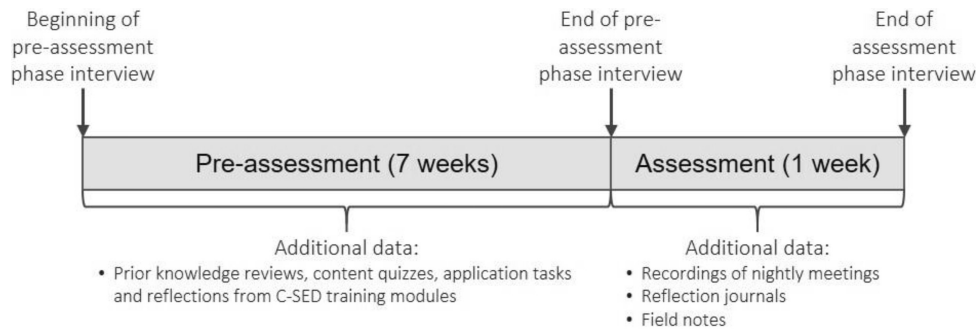 Beginning of
pre-assessment
phase interview
End of pre-
assessment
phase interview
End of
assessment
phase interview
Pre-assessment (7 weeks)
Assessment (1 week)
Additional data:
• Prior knowledge reviews, content quizzes, application tasks
and reflections from C-SED training modules
Additional data:
• Recordings of nightly meetings
• Reflection journals
• Field notes